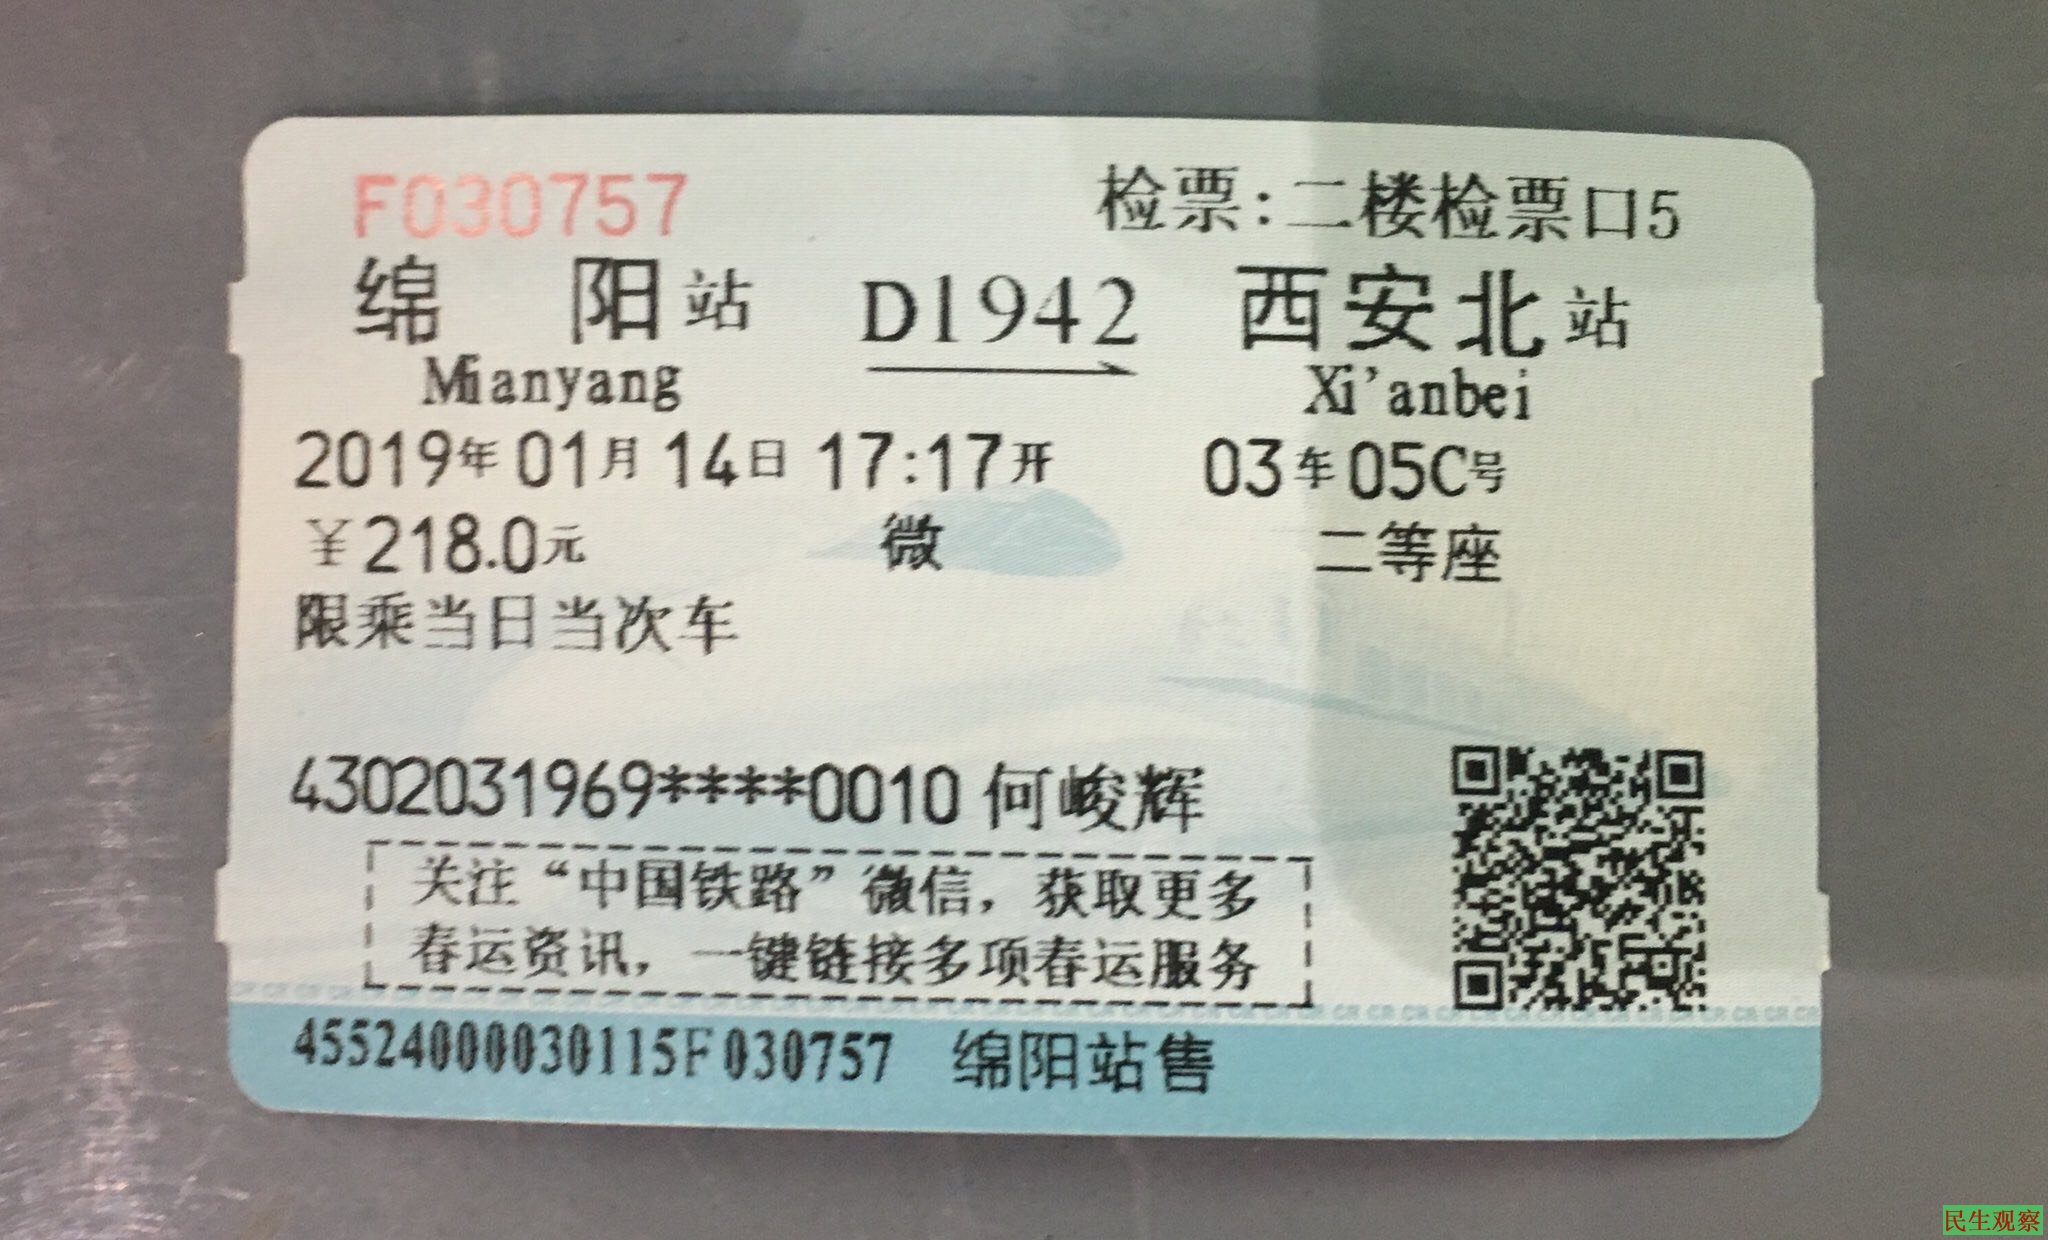 F030757 检票:二楼检票口5
绵阳站 D1942 西安北站
Mianyang Xi'anbei
2019年01月14日17:17开 03车05C号
¥218.0元 微 二等座
限乘当日当次车
4302031969****0010 何峻辉
关注“中国铁路”微信，获取更多
春运资讯，一键链接多项春运服务
45524000030115F030757 绵阳站售
民生观察